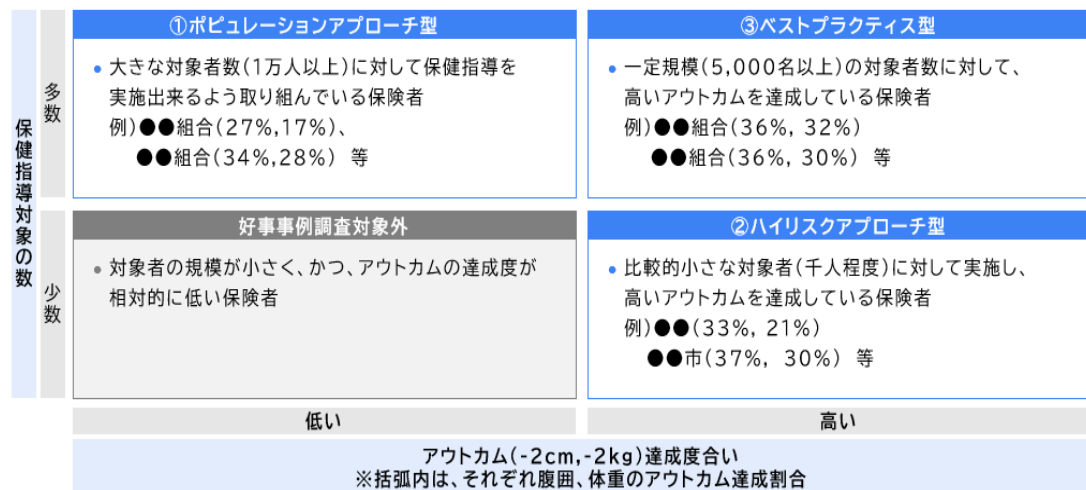 ①ポピュレーションアプローチ型
• 大きな対象者数(1万人以上)に対して保健指導を
実施出来るよう取り組んでいる保険者
例)●●組合(27%,17%)、
●●組合(34%,28%) 等
③ベストプラクティス型
• 一定規模(5,000名以上)の対象者数に対して、
高いアウトカムを達成している保険者
例)●●組合(36%, 32%)
●●組合(36%, 30%) 等
保健指導対象の数
多数
少数
好事事例調査対象外
• 対象者の規模が小さく、かつ、アウトカムの達成度が
相対的に低い保険者
②ハイリスクアプローチ型
• 比較的小さな対象者(千人程度)に対して実施し、
高いアウトカムを達成している保険者
例)●●(33%, 21%)
●●市(37%, 30%) 等
低い
高い
アウトカム(-2cm,-2kg)達成度合い
※括弧内は、それぞれ腹囲、体重のアウトカム達成割合